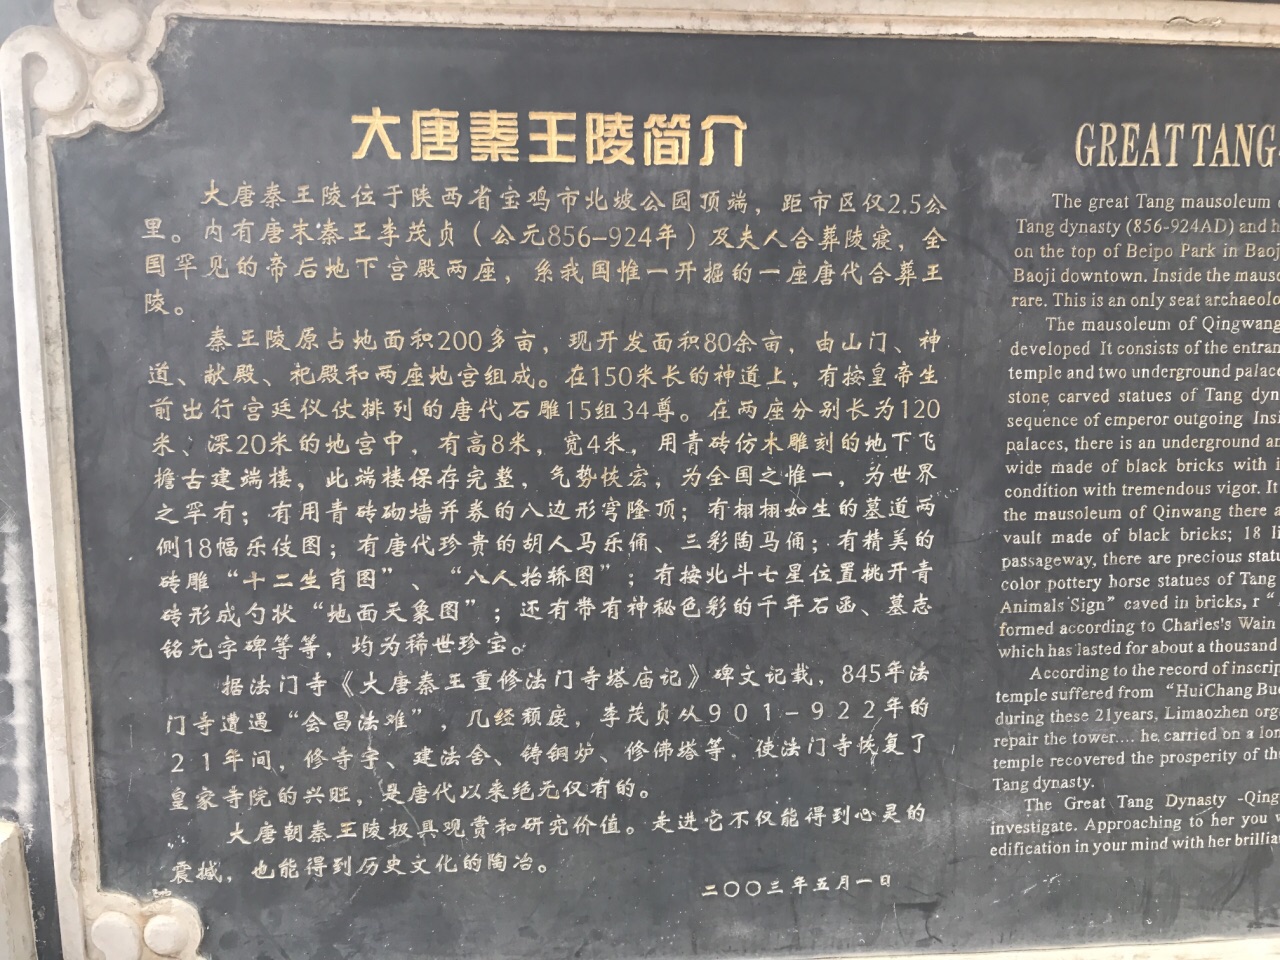 大唐秦王陵简介
大唐秦王陵位于陕西省宝鸡市北坡公园顶端，距市区仅2.5公
里。内有唐末秦王李茂贞（公元856-924年）及夫人合葬陵寝，全
国罕见的帝后地下宫殿两座，系我国惟一开掘的一座唐代合葬王
陵。
秦王陵原占地面积200多亩，现开发面积80余亩，由山门、神
道、献殿、祀殿和两座地宫组成。在150米长的神道上，有按皇帝生
前出行宫廷仪仗排列的唐代石雕15组34尊。在两座分别长为120
米、深20米的地宫中，有高8米，宽4米，用青砖仿木雕刻的地下飞
檐古建端楼，此端楼保存完整，气势恢宏，为全国之惟一，为世界
之罕有；有用青砖砌墙并券的八边形穹隆顶；有栩栩如生的墓道两
侧18幅乐伎图；有唐代珍贵的胡人马乐俑、三彩陶马俑；有精美的
砖雕“十二生肖图”、“八人抬轿图”；有按北斗七星位置挑开青
砖形成勺状“地面天象图”；还有带有神秘色彩的千年石函、墓志
铭无字碑等等，均为稀世珍宝。
据法门寺《大唐秦王重修法门寺塔庙记》碑文记载，845年法
门寺遭遇“会昌法难”，几经颓废，李茂贞从901-922年的
21年间，修寺宇、建法舍、铸铜炉、修佛塔等，使法门寺恢复了
皇家寺院的兴旺，是唐代以来绝无仅有的。
大唐朝秦王陵极具观赏和研究价值。走进它不仅能得到心灵的
震撼，也能得到历史文化的陶冶。
二〇〇三年五月一日
GREAT TANG
The great Tang mausoleum
Tang dynasty (856-924AD) and
on the top of Beipo Park in
Baoji downtown. Inside the
rare. This is an only seat
The mausoleum of Qingwang
developed It consists of the
temple and two underground
stone carved statues of Tang
sequence of emperor outgoing
palaces, there is an underground
wide made of black bricks with
condition with tremendous vigor. It
the mausoleum of Qinwang there
vault made of black bricks; 18
passageway, there are precious
color pottery horse statues of Tang
Animals Sign” caved in bricks, r “
formed according to Charles's Wain
which has lasted for about a thousand
According to the record of
temple suffered from “HuiChang
during these 21years, Limaozhen
repair the tower.... he carried on a
temple recovered the prosperity of
Tang dynasty.
The Great Tang Dynasty
investigate. Approaching to her you
edification in your mind with her